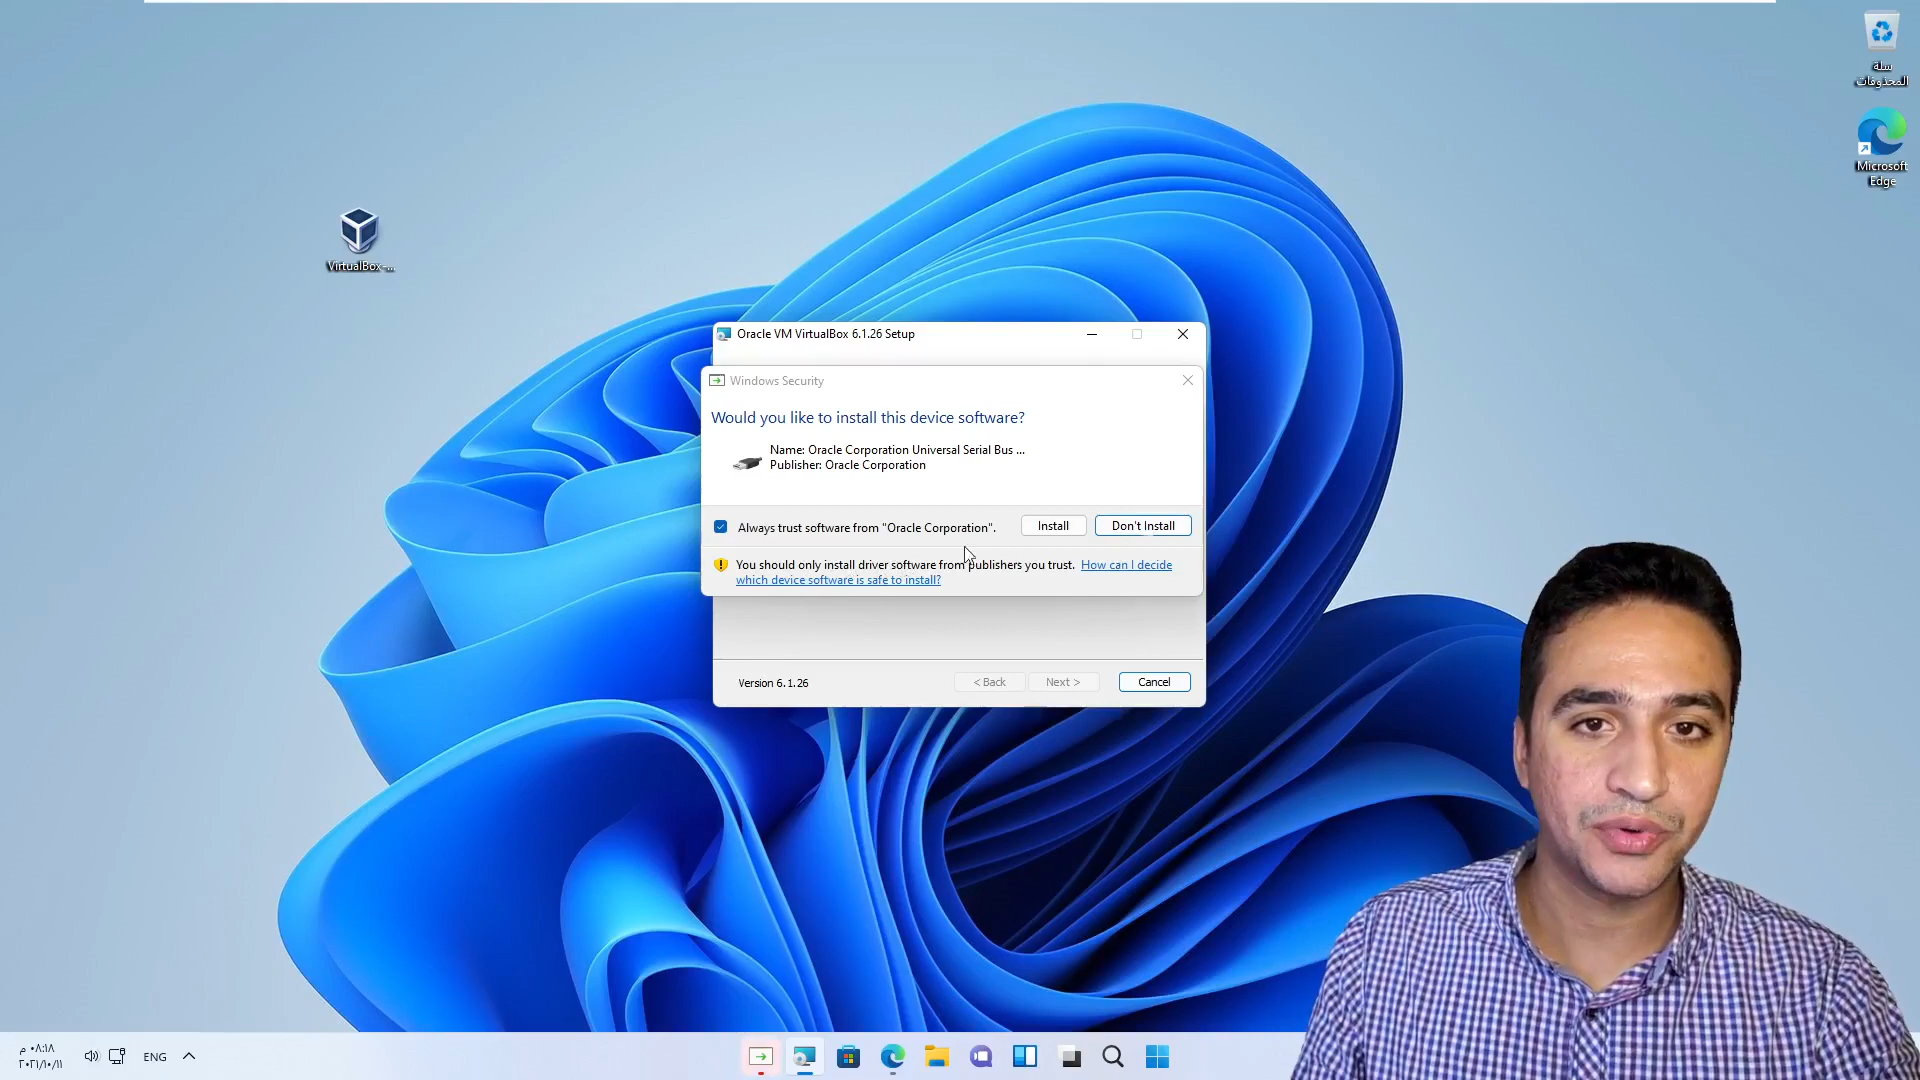 سلة
المحذوفات
Microsoft
Edge
VirtualBox-...
Oracle VM VirtualBox 6.1.26 Setup
Windows Security
Would you like to install this device software?
Name: Oracle Corporation Universal Serial Bus ...
Publisher: Oracle Corporation
Always trust software from "Oracle Corporation".
Install
Don't Install
You should only install driver software from publishers you trust. How can I decide
which device software is safe to install?
Version 6.1.26
< Back
Next >
Cancel
٠٨:١٨ م
٢٠٢١/١٠/١١
ENG